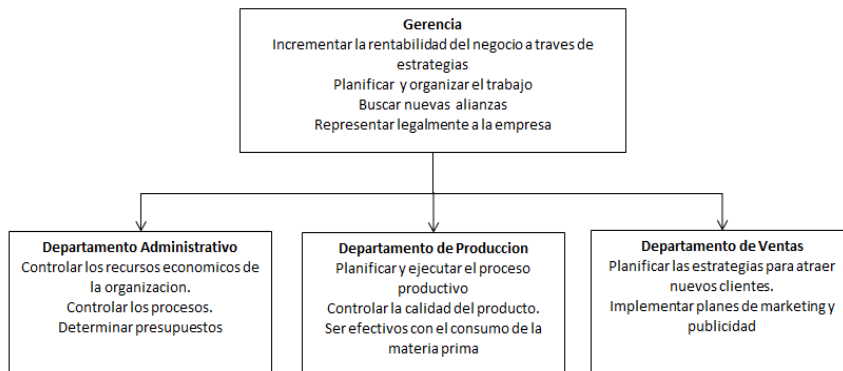 Gerencia
Incrementar la rentabilidad del negocio a traves de
estrategias
Planificar y organizar el trabajo
Buscar nuevas alianzas
Representar legalmente a la empresa
Departamento Administrativo
Controlar los recursos economicos de
la organizacion.
Controlar los procesos.
Determinar presupuestos
Departamento de Produccion
Planificar y ejecutar el proceso
productivo
Controlar la calidad del producto.
Ser efectivos con el consumo de la
materia prima
Departamento de Ventas
Planificar las estrategias para atraer
nuevos clientes.
Implementar planes de marketing y
publicidad